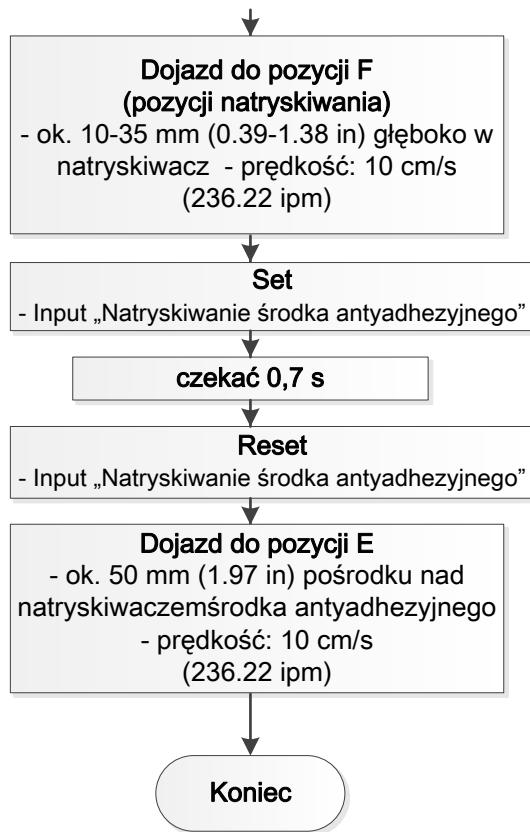 Dojazd do pozycji F
(pozycji natryskiwania)
- ok. 10-35 mm (0.39-1.38 in) głęboko w
natryskiwacz - prędkość: 10 cm/s
(236.22 ipm)
Set
- Input „Natryskiwanie środka antyadhezyjnego”
czekać 0,7 s
Reset
- Input „Natryskiwanie środka antyadhezyjnego”
Dojazd do pozycji E
- ok. 50 mm (1.97 in) pośrodku nad
natryskiwaczemśrodka antyadhezyjnego
- prędkość: 10 cm/s
(236.22 ipm)
Koniec